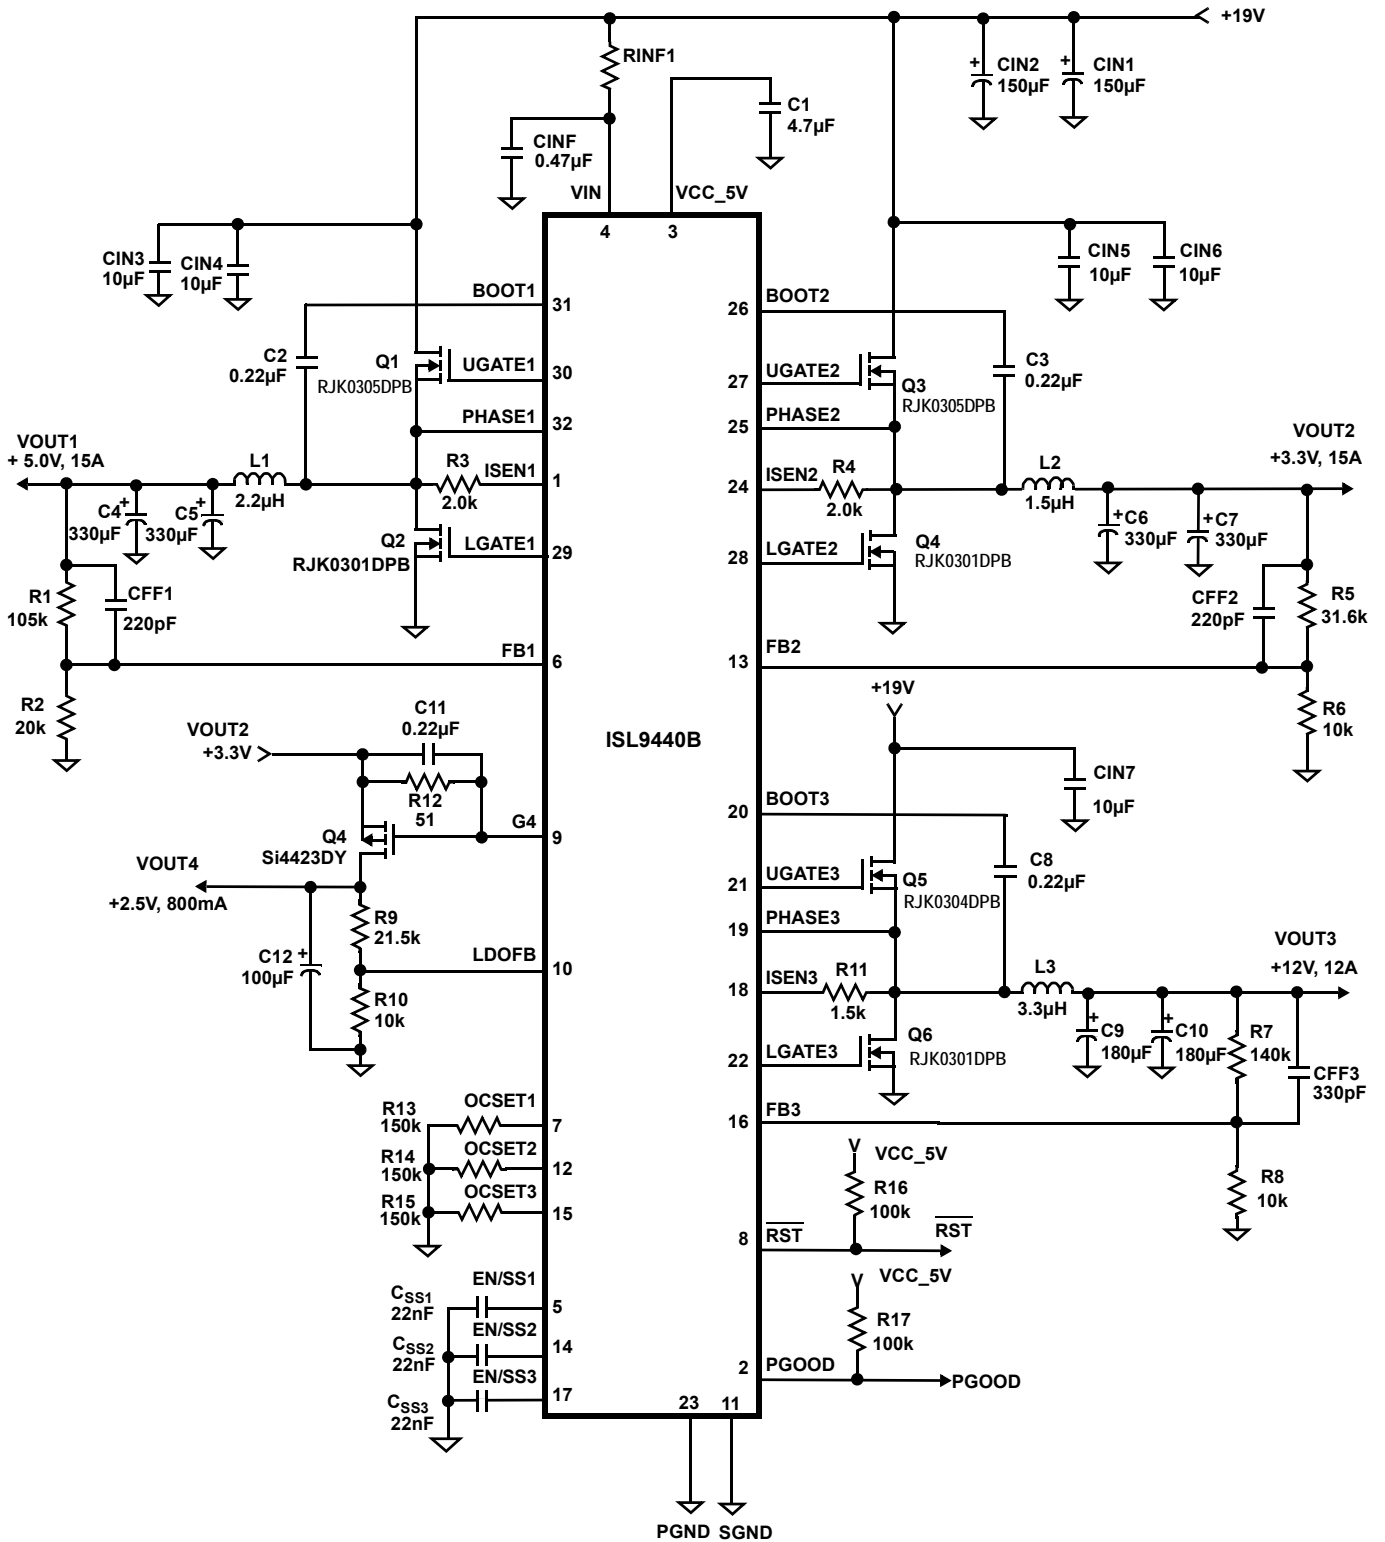 +19V
RINF1
CIN2
150µF
CIN1
150µF
C1
4.7µF
CINF
0.47µF
VIN
VCC_5V
4
3
CIN3
10µF
CIN4
10µF
CIN5
10µF
CIN6
10µF
BOOT1
31
26
BOOT2
C2
0.22µF
Q1
RJK0305DPB
UGATE1
30
27
UGATE2
Q3
RJK0305DPB
C3
0.22µF
PHASE1
32
25
PHASE2
VOUT1
+ 5.0V, 15A
L1
2.2µH
R3
2.0k
ISEN1
1
24
ISEN2
R4
2.0k
L2
1.5µH
VOUT2
+3.3V, 15A
C4
+
330µF
C5
+
330µF
Q2
RJK0301DPB
LGATE1
29
28
LGATE2
Q4
RJK0301DPB
+
C6
330µF
+
C7
330µF
R1
105k
CFF1
220pF
CFF2
220pF
R5
31.6k
FB1
6
13
FB2
R2
20k
R6
10k
+19V
VOUT2
+3.3V
C11
0.22µF
ISL9440B
CIN7
10µF
R12
51
Q4
Si4423DY
G4
9
20
BOOT3
VOUT4
+2.5V, 800mA
21
UGATE3
Q5
RJK0304DPB
C8
0.22µF
R9
21.5k
19
PHASE3
C12
+
100µF
LDOFB
10
18
ISEN3
R11
1.5k
L3
3.3µH
VOUT3
+12V, 12A
R10
10k
22
LGATE3
Q6
RJK0301DPB
+
C9
180µF
+
C10
180µF
R7
140k
CFF3
330pF
R13
150k
OCSET1
7
16
FB3
R14
150k
OCSET2
12
VCC_5V
R16
100k
R8
10k
R15
150k
OCSET3
15
8
RST
RST
CSS1
22nF
EN/SS1
5
VCC_5V
R17
100k
CSS2
22nF
EN/SS2
14
CSS3
22nF
EN/SS3
17
2
PGOOD
PGOOD
23
11
PGND
SGND